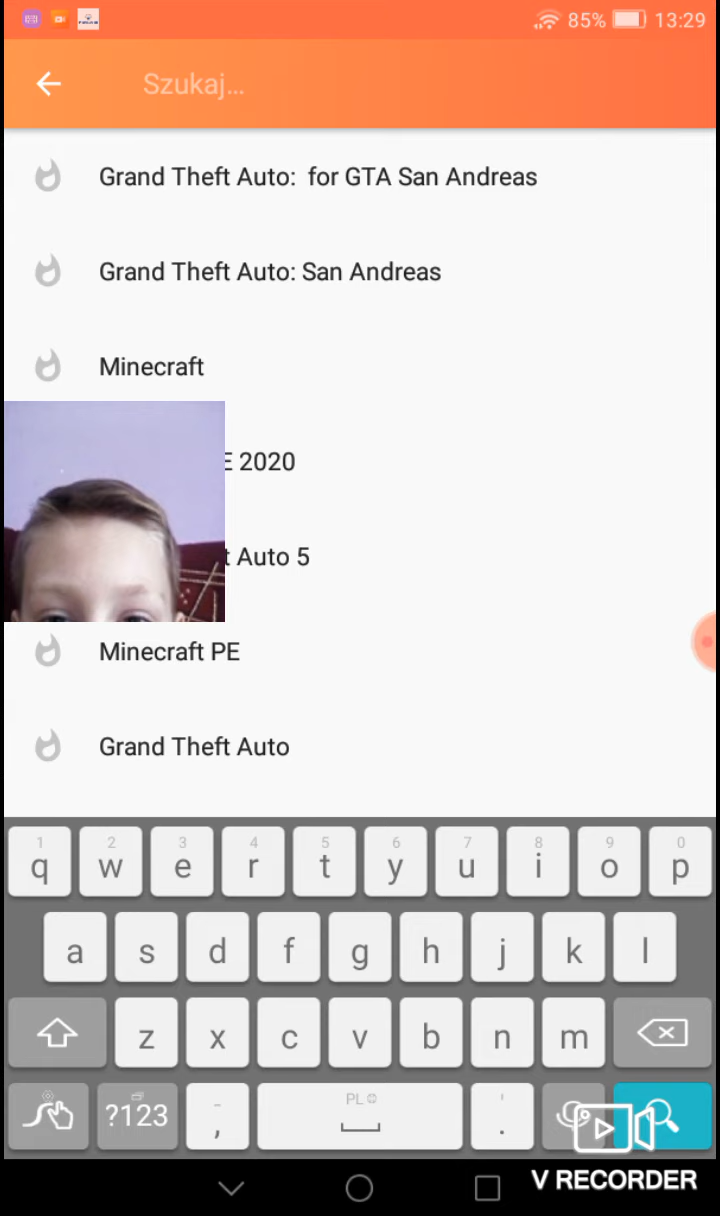 85% 13:29
Szukaj...
Grand Theft Auto:  for GTA San Andreas
Grand Theft Auto: San Andreas
Minecraft
E 2020
t Auto 5
Minecraft PE
Grand Theft Auto
1 2 3 4 5 6 7 8 9 0
q w e r t y u i o p
a s d f g h j k l
z x c v b n m
?123 , PL .
V RECORDER